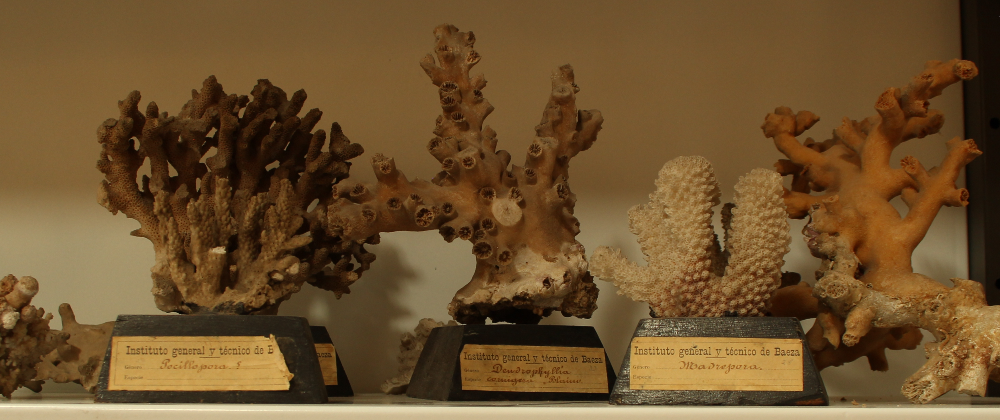 Instituto general y técnico de B
Género Pocillopora
Especie
aeza
Instituto general y técnico de Baeza
Género Dendrophyllia
Especie cornigera Blainv.
Instituto general y técnico de Baeza
Género Madrepora.
Especie